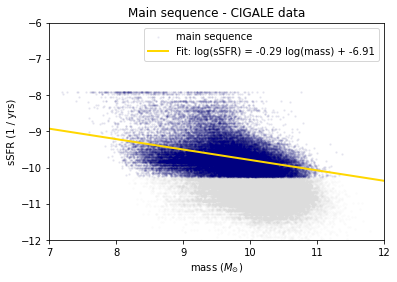 Main sequence - CIGALE data
main sequence
Fit: log(sSFR) = -0.29 log(mass) + -6.91
sSFR (1 / yrs)
−6
−7
−8
−9
−10
−11
−12
7 8 9 10 11 12
mass (M⊙)